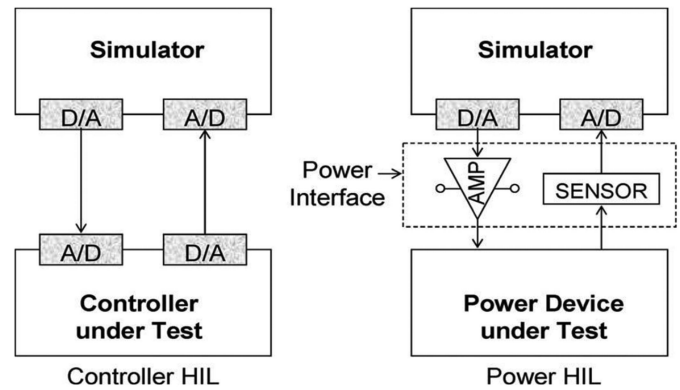 Simulator
D/A
A/D
A/D
D/A
Controller
under Test
Controller HIL
Simulator
D/A
A/D
Power
Interface
AMP
SENSOR
Power Device
under Test
Power HIL